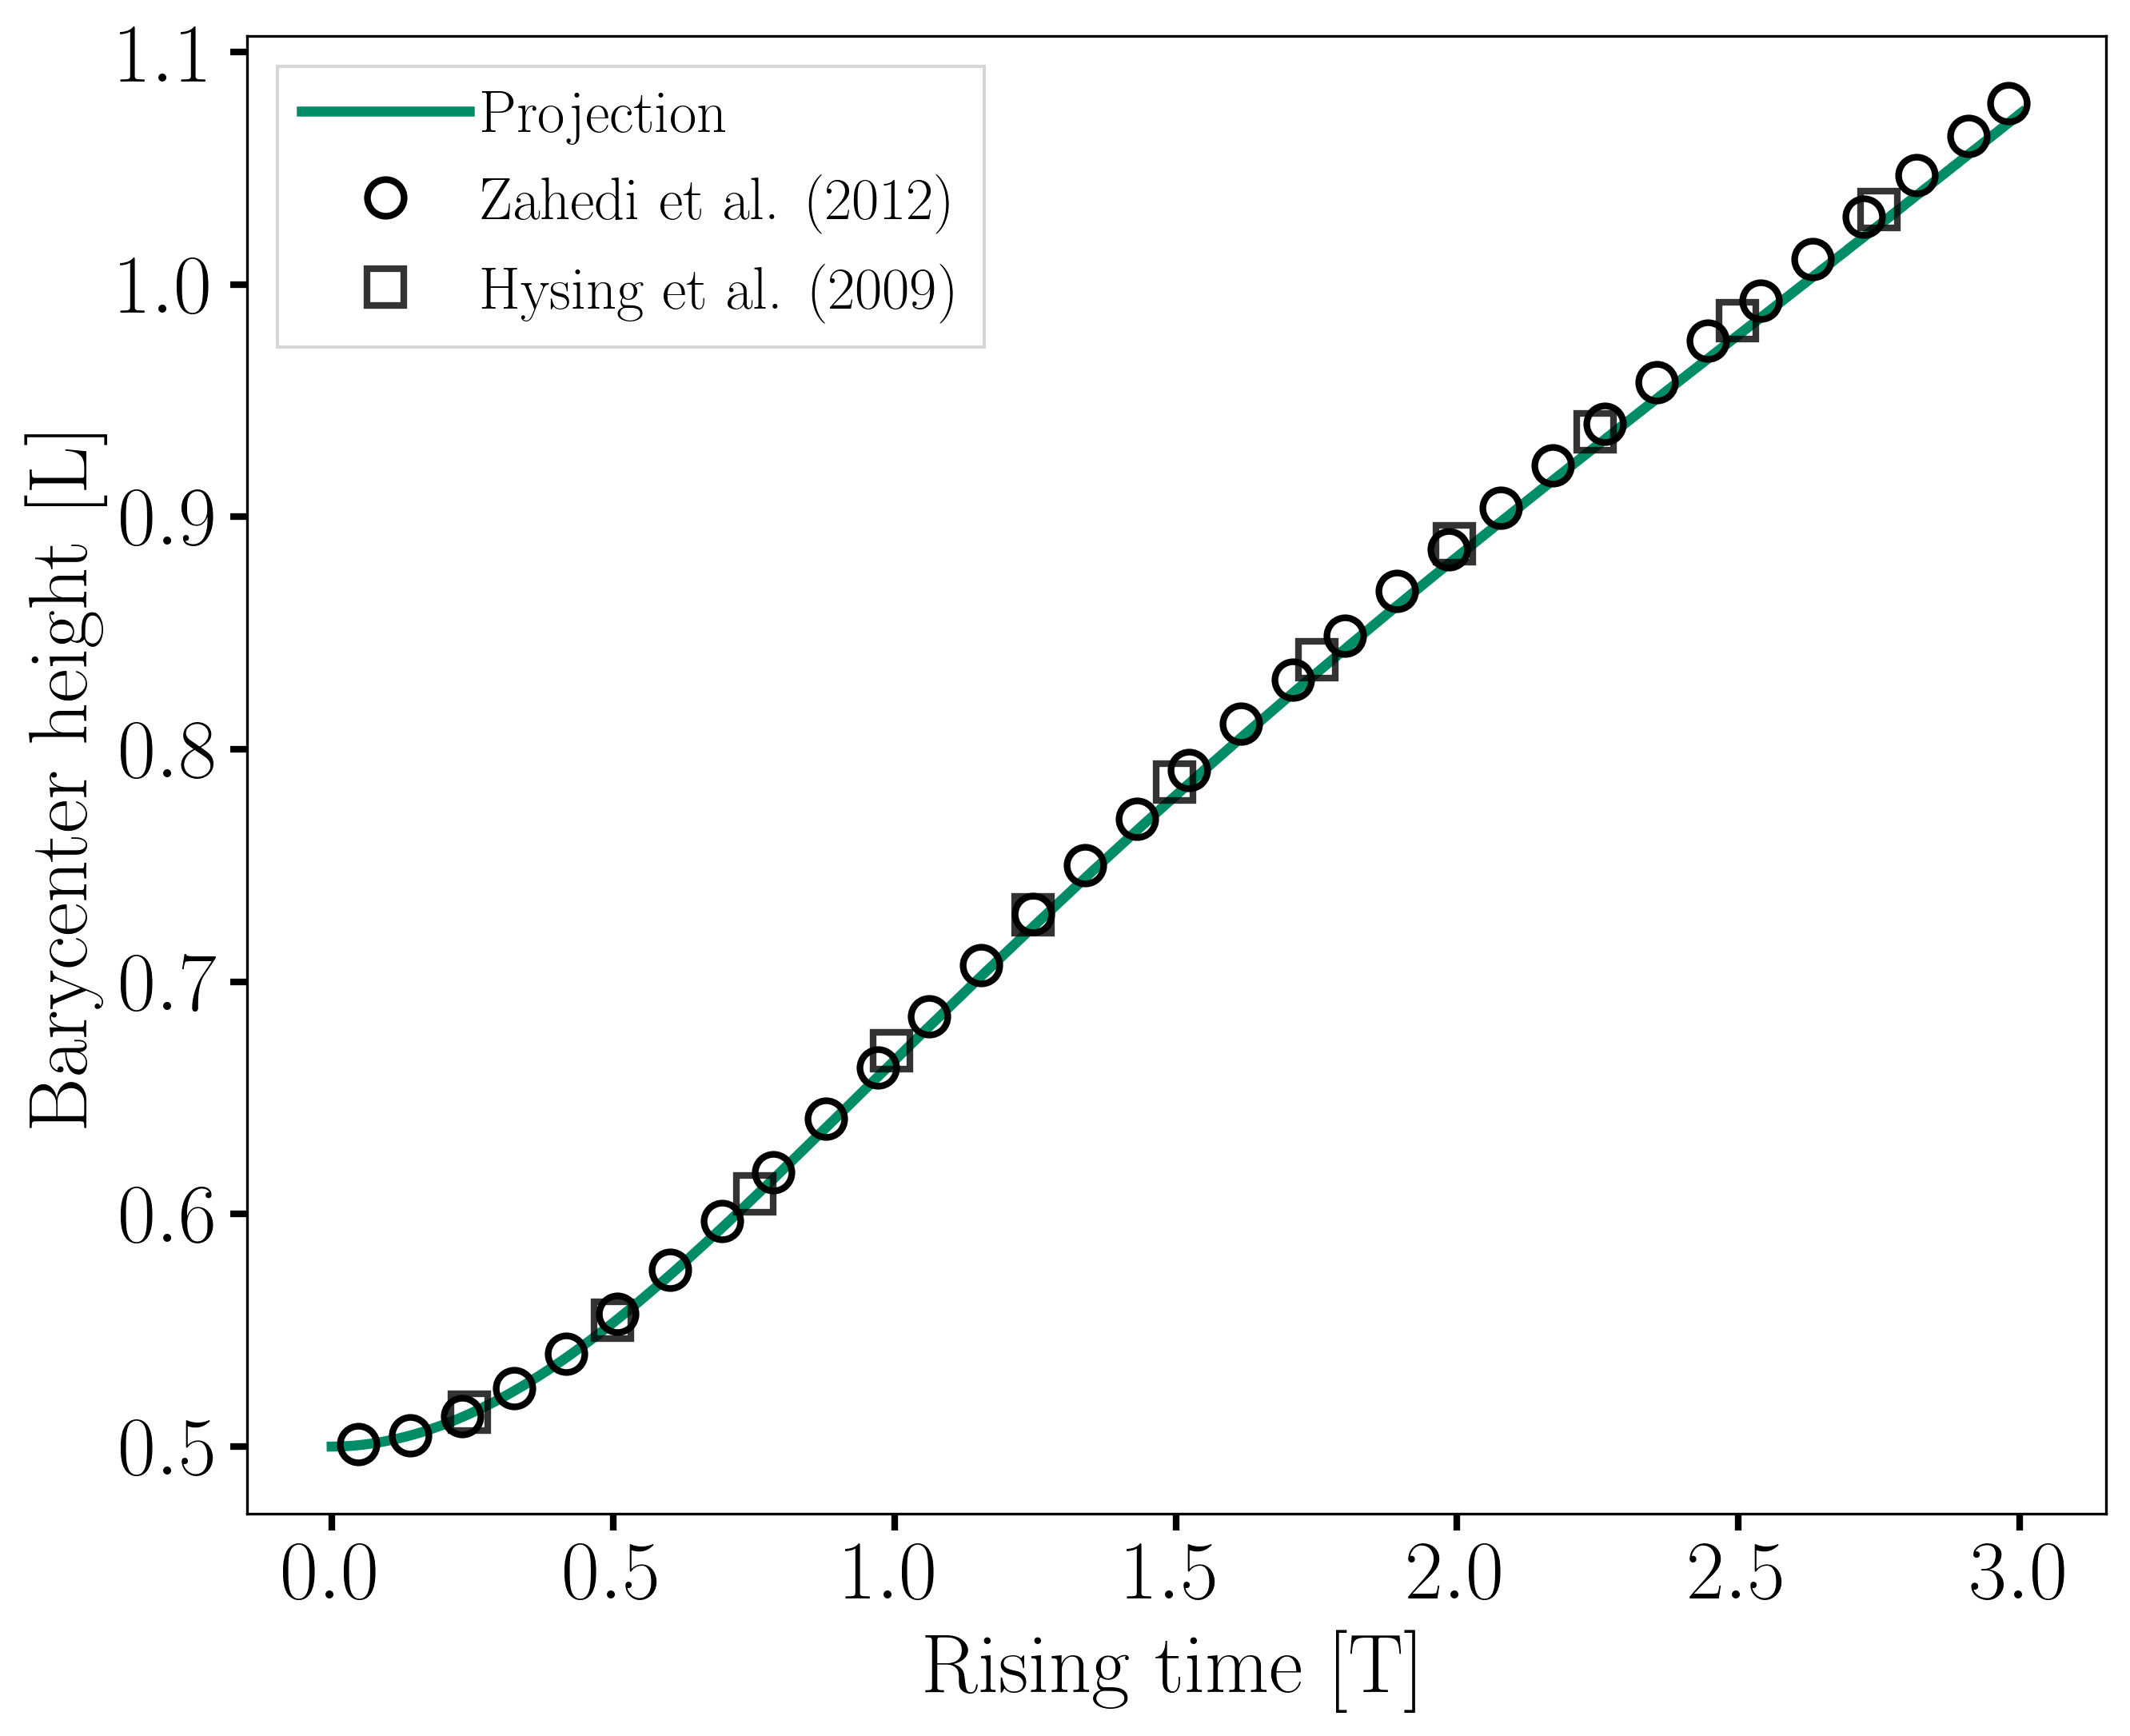 1.1
1.0
0.9
0.8
0.7
0.6
0.5
Barycenter height [L]
Projection
Zahedi et al. (2012)
Hysing et al. (2009)
0.0 0.5 1.0 1.5 2.0 2.5 3.0
Rising time [T]